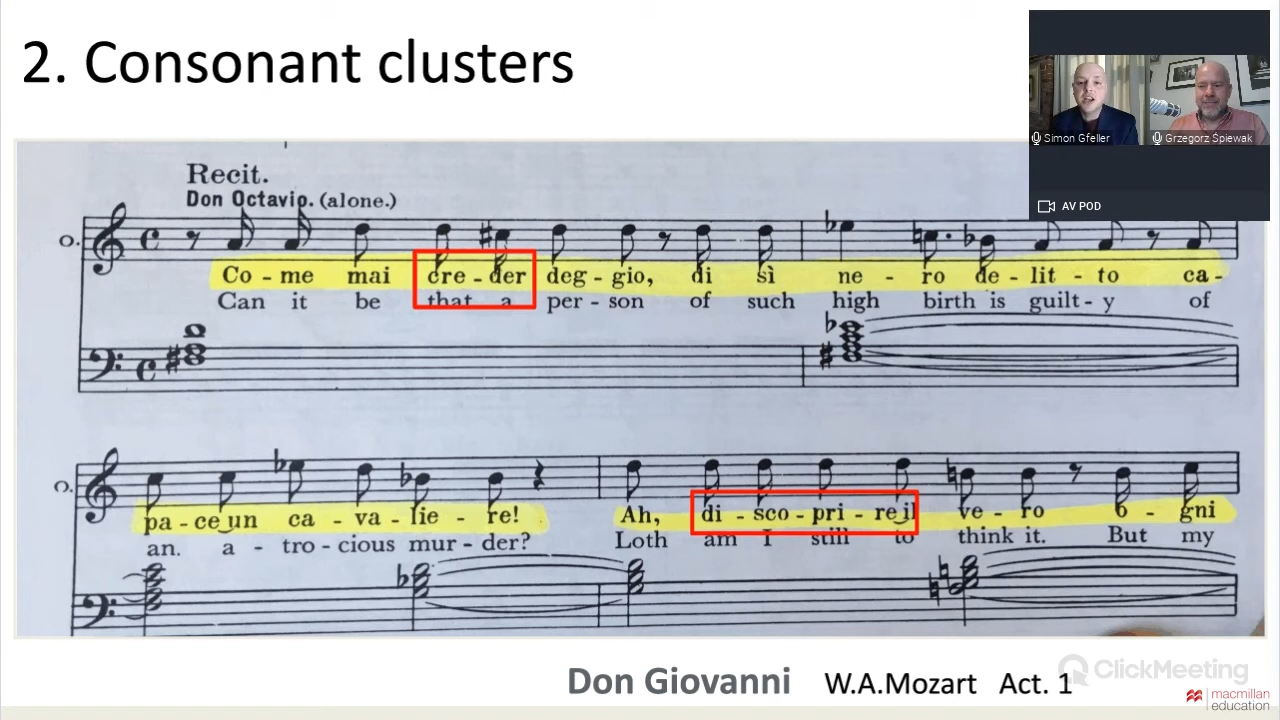 2. Consonant clusters
Simon Gfeller
Grzegorz Śpiewak
AV POD
Recit.
Don Octavio. (alone.)
O.
Co - me mai cre - der deg - gio, di sì ne - ro de - lit - to ca -
Can it be that a per - son of such high birth is guilt - y of
O.
pa - ce un ca - va - lie - re! Ah, di - sco - pri - re il ve - ro o - gni
an a - tro - cious mur - der? Loth am I still to think it. But my
Don Giovanni W.A.Mozart Act. 1
ClickMeeting
macmillan
education